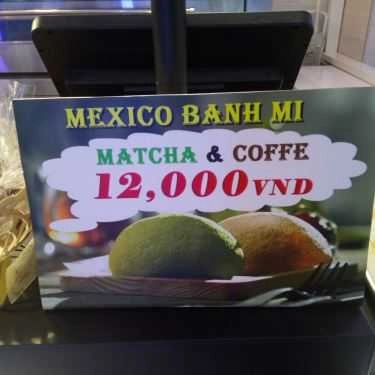 MEXICO BANH MI
MATCHA & COFFE
12,000VND